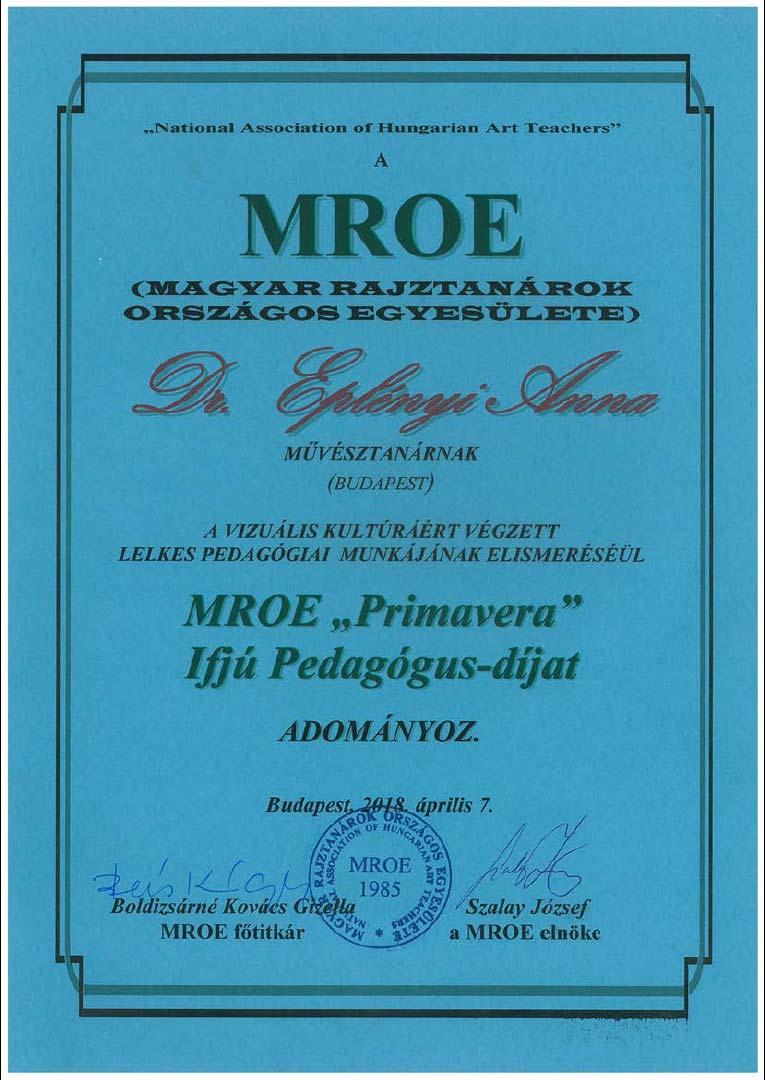 „National Association of Hungarian Art Teachers”
A
MROE
(MAGYAR RAJZTANÁROK
ORSZÁGOS EGYESÜLETE)
Dr. Eplényi Anna
MŰVÉSZTANÁRNAK
(BUDAPEST)
A VIZUÁLIS KULTÚRÁÉRT VÉGZETT
LELKES PEDAGÓGIAI MUNKÁJÁNAK ELISMERÉSÉÜL
MROE „Primavera”
Ifjú Pedagógus-díjat
ADOMÁNYOZ.
Budapest, 2018. április 7.
MAGYAR RAJZTANÁROK ORSZÁGOS EGYESÜLETE
NAT. ASSOCIATION OF HUNGARIAN ART TEACHERS
MROE
1985
Boldizsárné Kovács Gizella
MROE főtitkár
Szalay József
a MROE elnöke